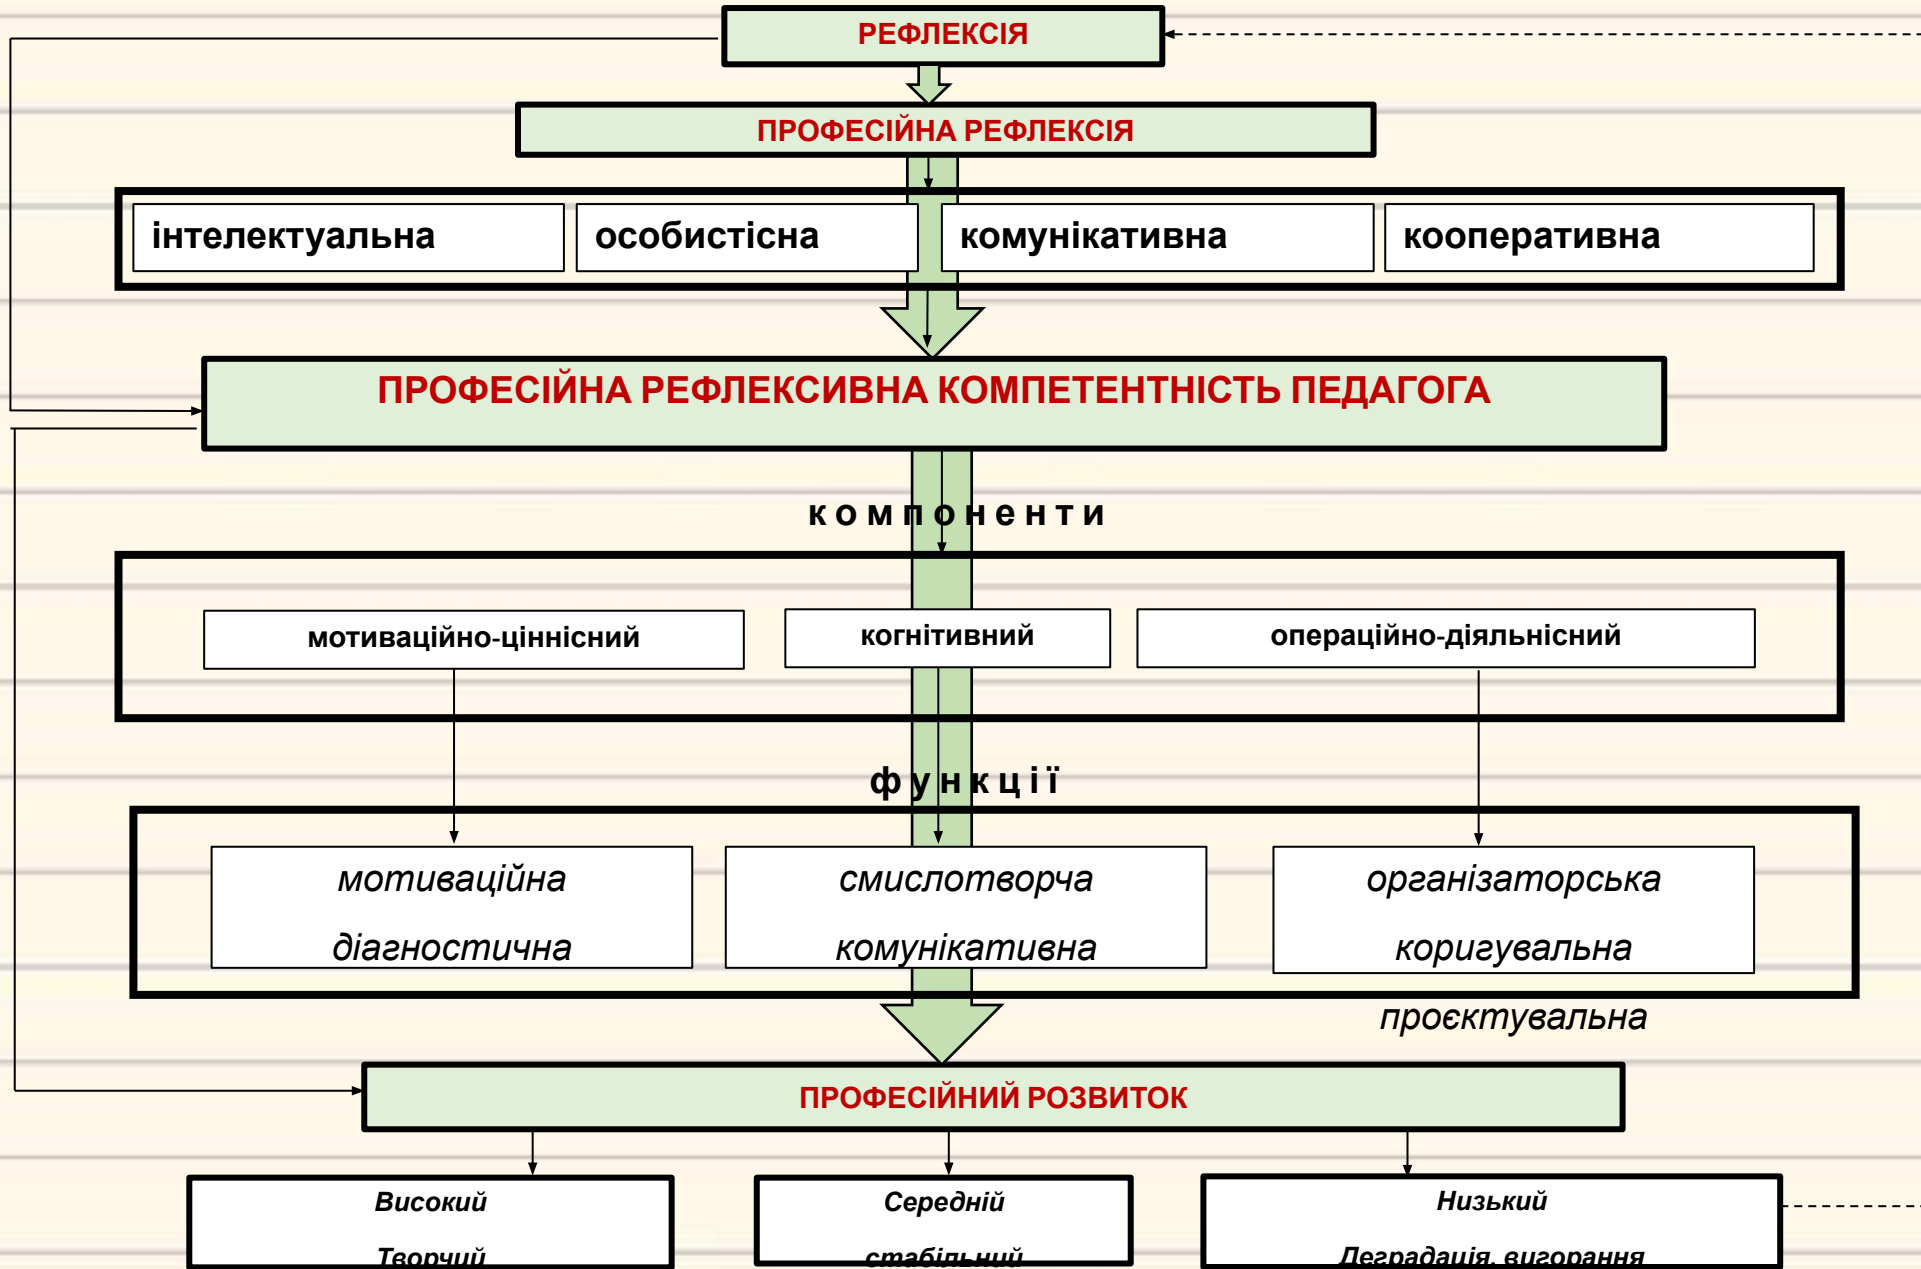 РЕФЛЕКСІЯ
ПРОФЕСІЙНА РЕФЛЕКСІЯ
інтелектуальна
особистісна
комунікативна
кооперативна
ПРОФЕСІЙНА РЕФЛЕКСИВНА КОМПЕТЕНТНІСТЬ ПЕДАГОГА
компоненти
мотиваційно-ціннісний
когнітивний
операційно-діяльнісний
функції
мотиваційна
діагностична
смислотворча
комунікативна
організаторська
коригувальна
проєктувальна
ПРОФЕСІЙНИЙ РОЗВИТОК
Високий
Творчий
Середній
стабільний
Низький
Деградація, вигорання